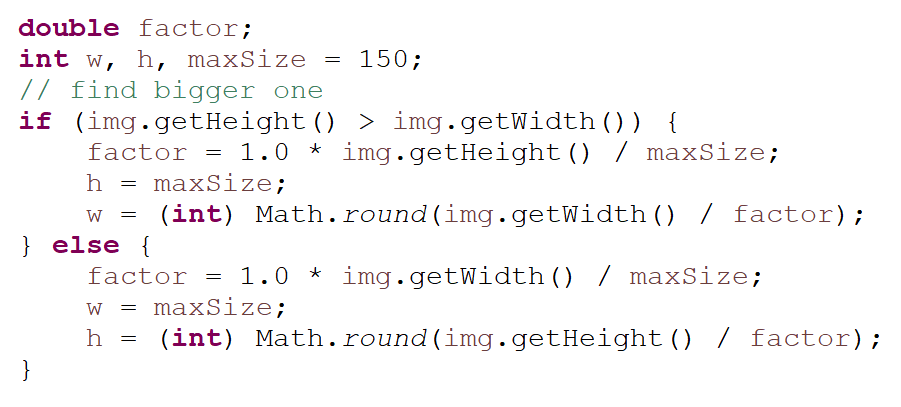 double factor;
int w, h, maxSize = 150;
// find bigger one
if (img.getHeight() > img.getWidth()) {
    factor = 1.0 * img.getHeight() / maxSize;
    h = maxSize;
    w = (int) Math.round(img.getWidth() / factor);
} else {
    factor = 1.0 * img.getWidth() / maxSize;
    w = maxSize;
    h = (int) Math.round(img.getHeight() / factor);
}